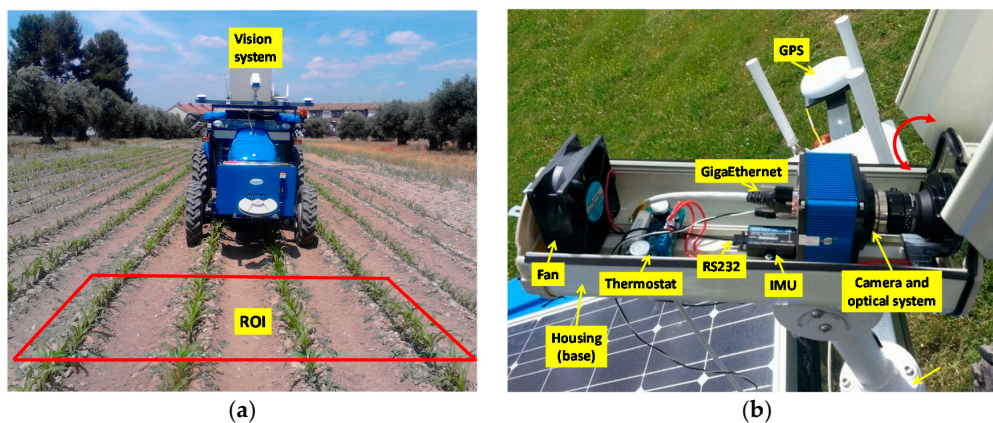 Vision
system
ROI
(a)
GPS
GigaEthernet
Fan
Thermostat
RS232
IMU
Camera and
optical system
Housing
(base)
(b)